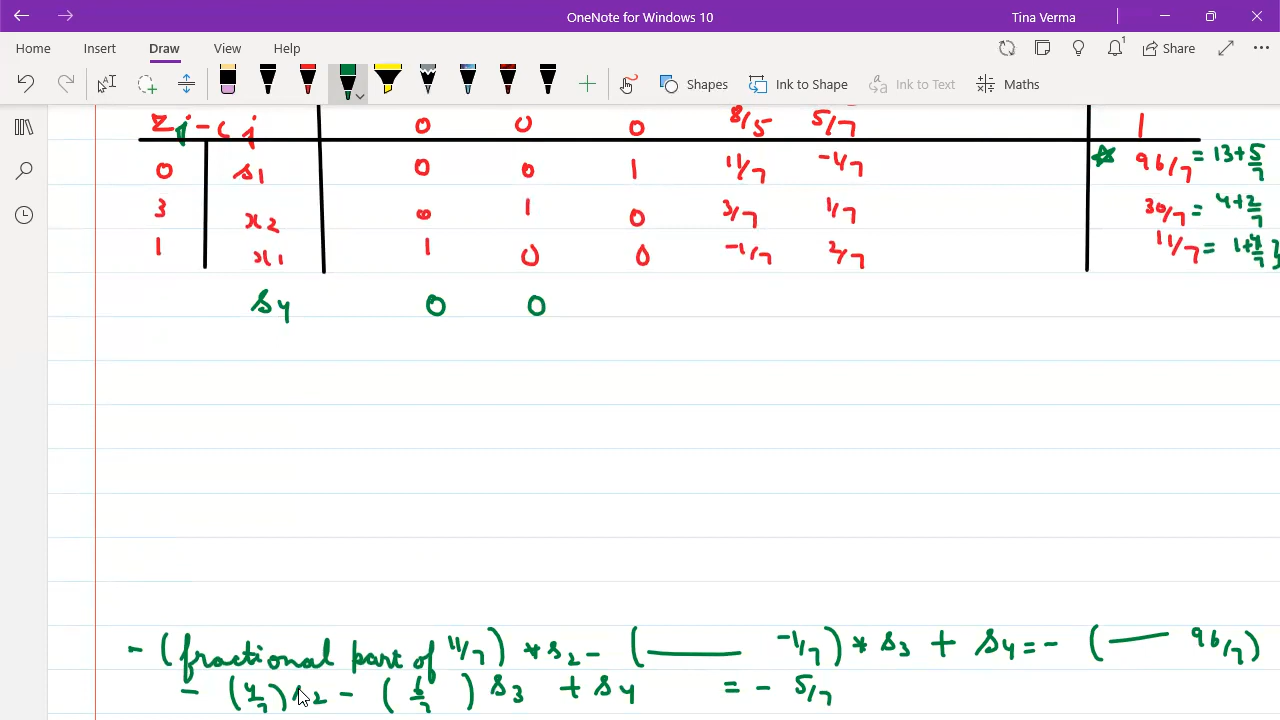 OneNote for Windows 10 Tina Verma
Home Insert Draw View Help 1 Share
Shapes Ink to Shape Ink to Text Maths
Zj-cj 0 0 0 8/5 5/7 1
0 s1 0 0 1 11/7 -1/7 96/7 = 13+5/7
3 x2 0 1 0 3/7 1/7 30/7 = 4+2/7
1 x1 1 0 0 -1/7 2/7 11/7 = 1+4/7}
s4 0 0
- (fractional part of 11/7) * s2 - (—— -1/7) * s3 + s4 = - (— 96/7)
- (4/7) s2 - (6/7) s3 + s4 = - 5/7